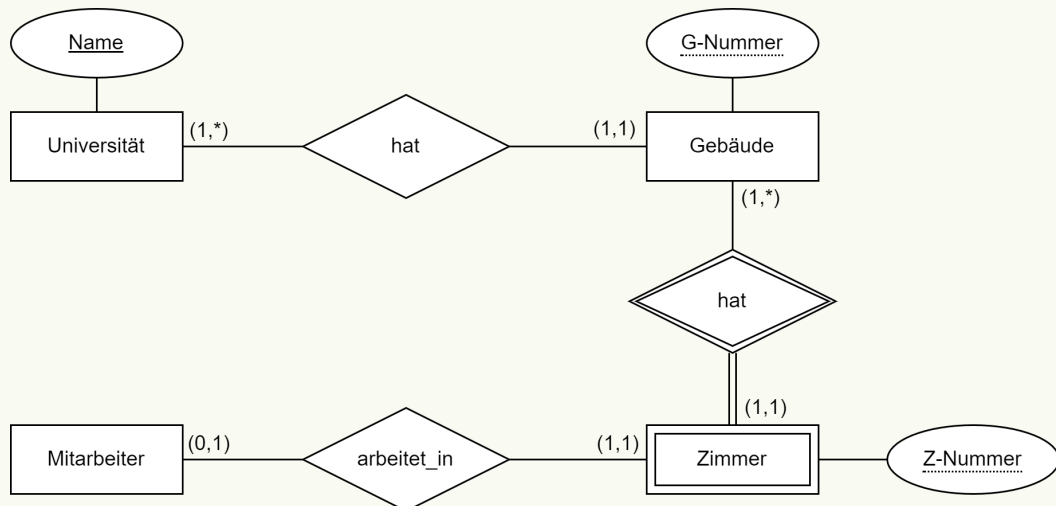 Name
G-Nummer
Universität
(1,*)
hat
(1,1)
Gebäude
(1,*)
hat
(1,1)
Mitarbeiter
(0,1)
arbeitet_in
(1,1)
Zimmer
Z-Nummer